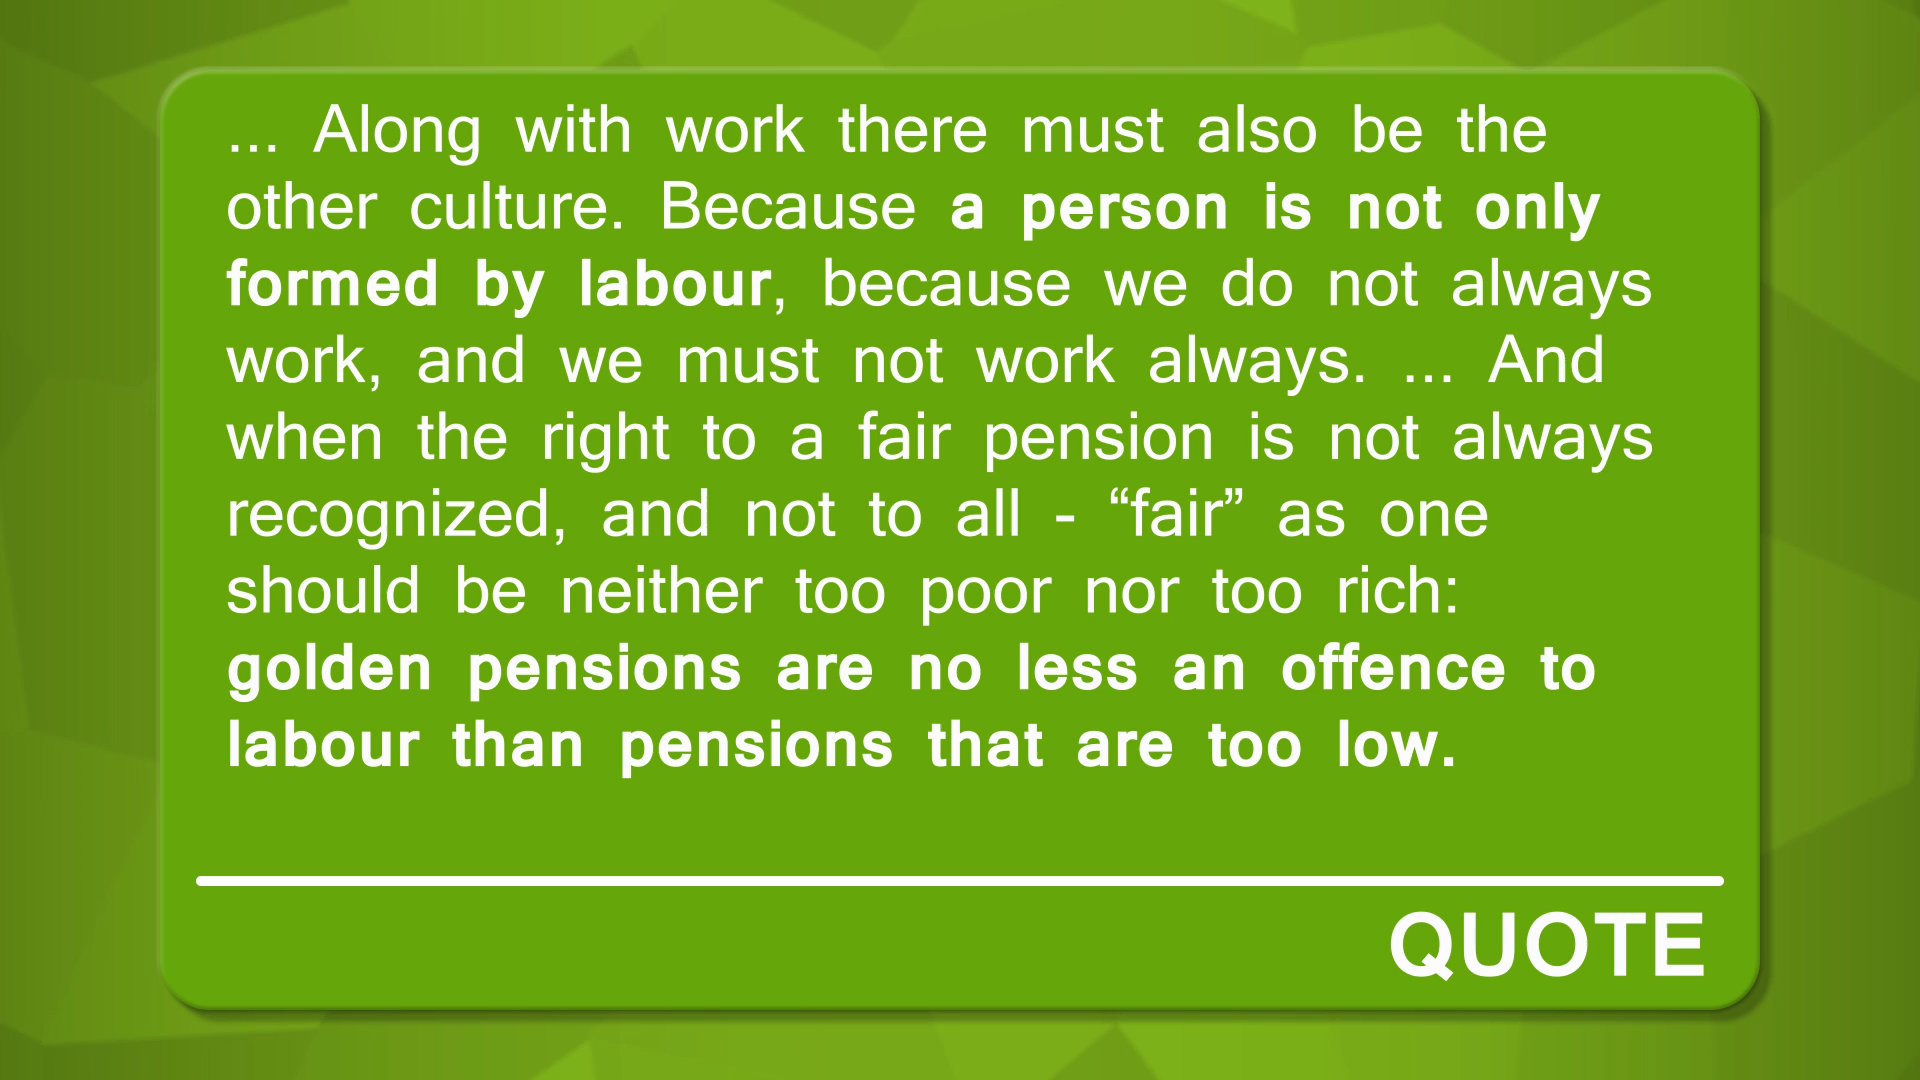 ... Along with work there must also be the
other culture. Because a person is not only
formed by labour, because we do not always
work, and we must not work always. ... And
when the right to a fair pension is not always
recognized, and not to all - “fair” as one
should be neither too poor nor too rich:
golden pensions are no less an offence to
labour than pensions that are too low.
QUOTE